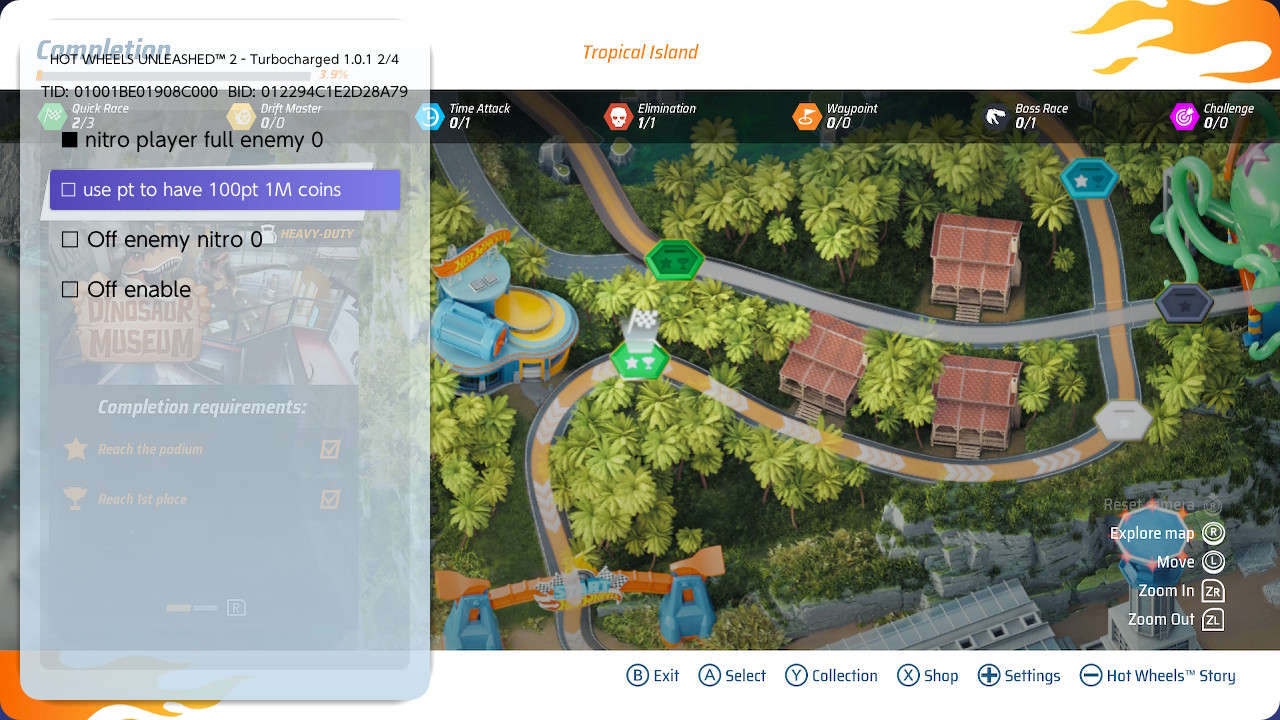 Completion
HOT WHEELS UNLEASHED™ 2 - Turbocharged 1.0.1 2/4
3.9%
TID: 01001BE01908C000 BID: 012294C1E2D28A79
Tropical Island
Quick Race
2/3
Drift Master
0/0
Time Attack
0/1
Elimination
1/1
Waypoint
0/0
Boss Race
0/1
Challenge
0/0
■ nitro player full enemy 0
□ use pt to have 100pt 1M coins
□ Off enemy nitro 0
HEAVY-DUTY
□ Off enable
DINOSAUR
MUSEUM
Completion requirements:
Reach the podium
Reach 1st place
R
Reset camera R
Explore map R
Move L
Zoom In ZR
Zoom Out ZL
B Exit
A Select
Y Collection
X Shop
+ Settings
− Hot Wheels™ Story